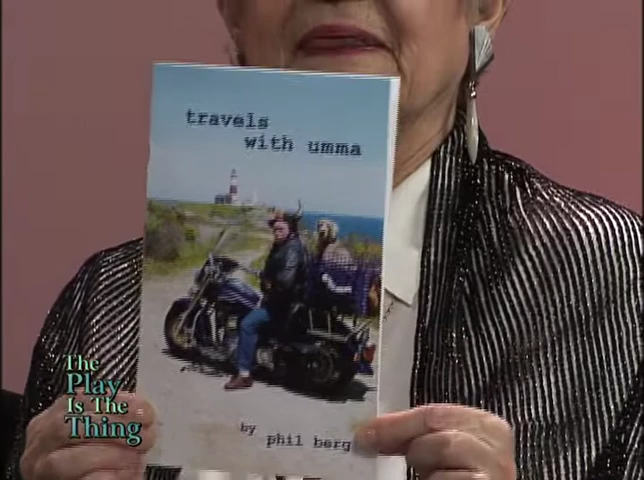 travels
with umma
by
phil berg
The
Play
Is The
Thing